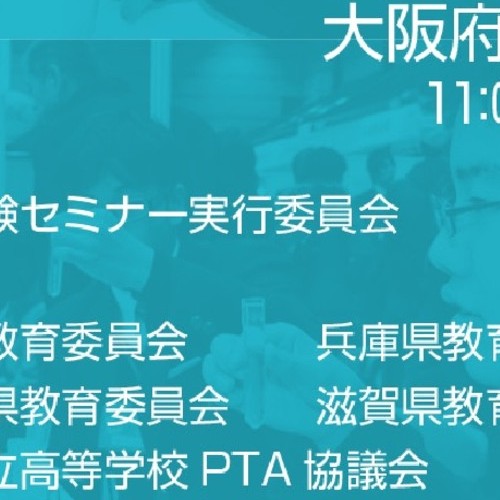 大阪府
11:0
験セミナー実行委員会
教育委員会 兵庫県教育
県教育委員会 滋賀県教育
立高等学校 PTA 協議会